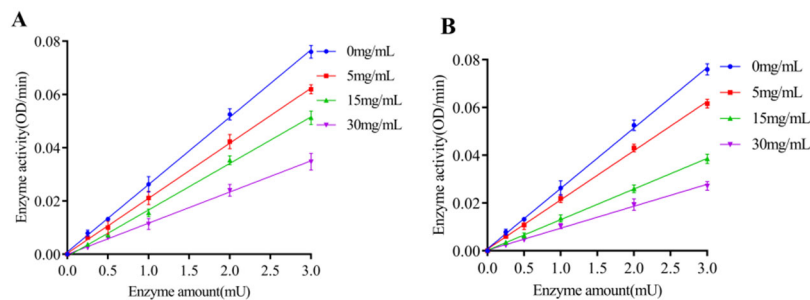 A
Enzyme activity(OD/min)
0.08
0.06
0.04
0.02
0.00
0.0
0.5
1.0
1.5
2.0
2.5
3.0
Enzyme amount(mU)
0mg/mL
5mg/mL
15mg/mL
30mg/mL
B
Enzyme activity(OD/min)
0.08
0.06
0.04
0.02
0.00
0.0
0.5
1.0
1.5
2.0
2.5
3.0
Enzyme amount(mU)
0mg/mL
5mg/mL
15mg/mL
30mg/mL